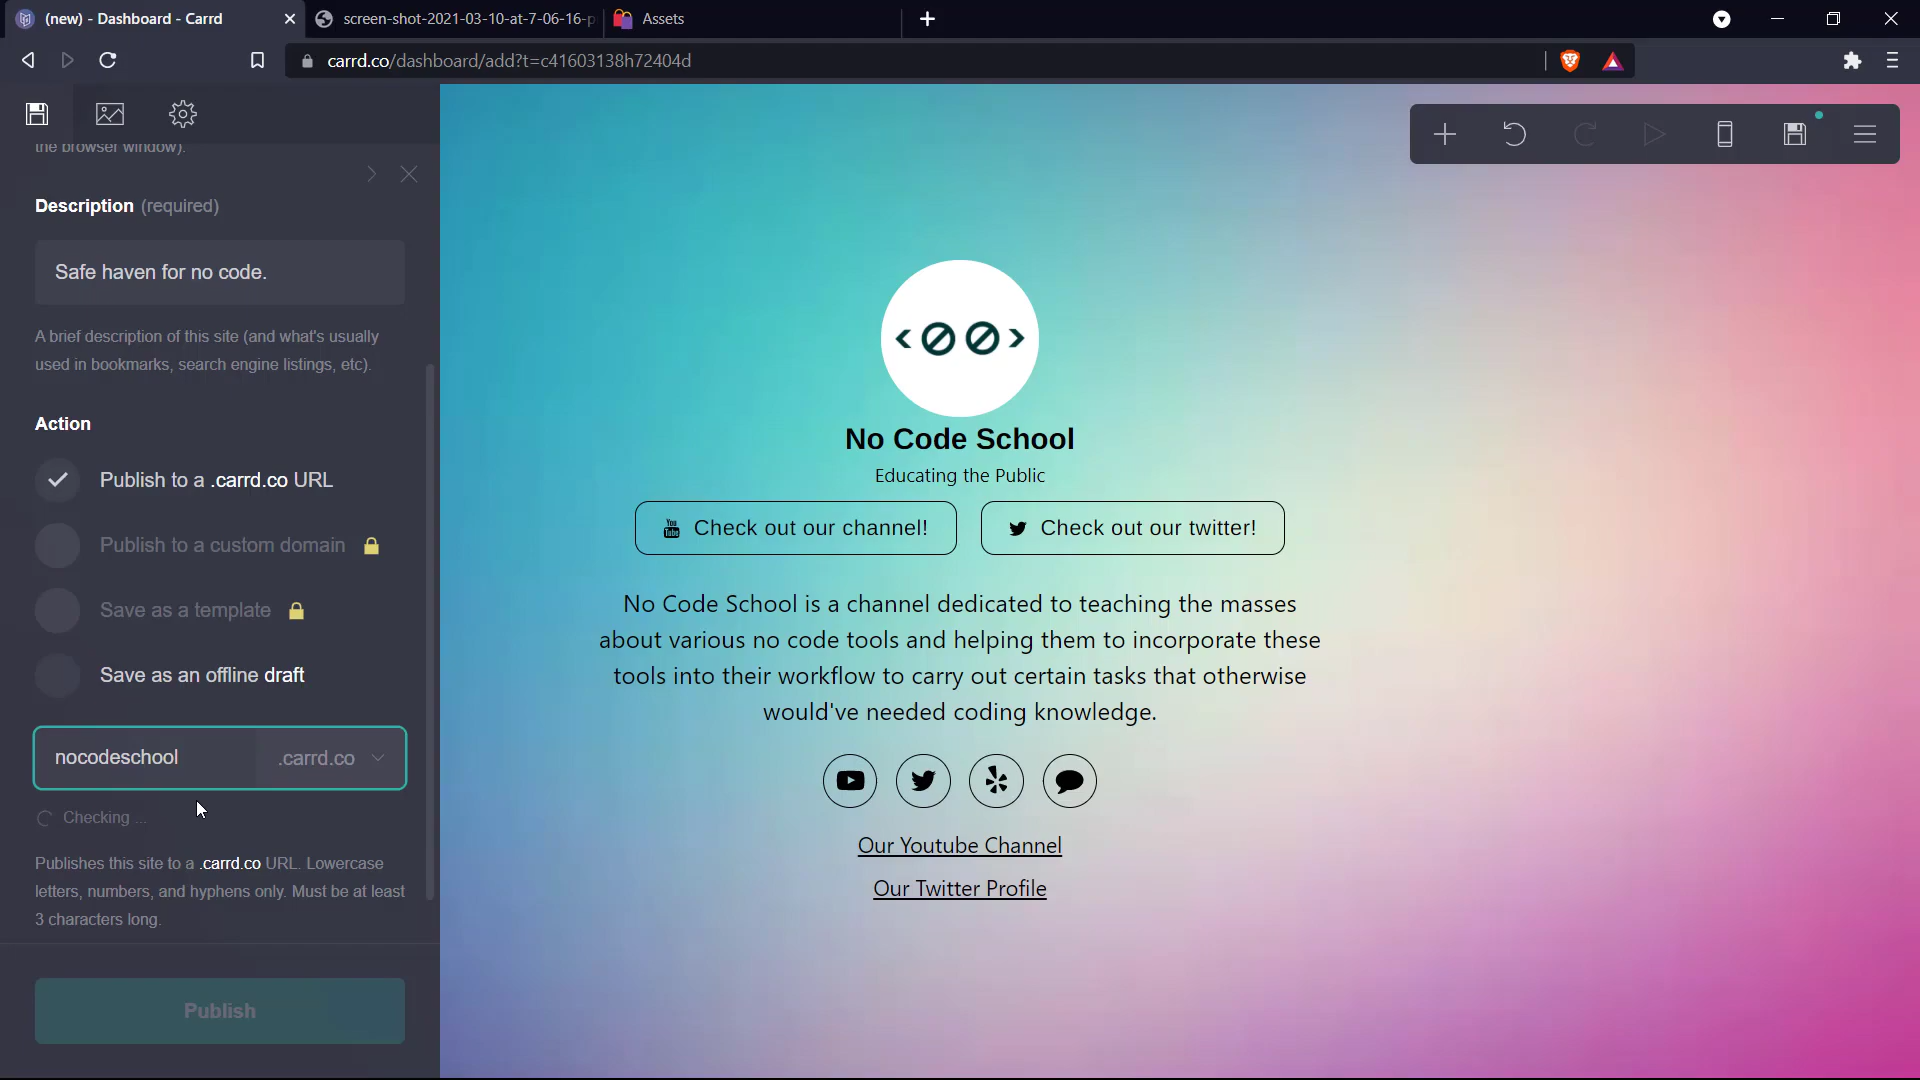 (new) - Dashboard - Carrd
screen-shot-2021-03-10-at-7-06-16-p
Assets
carrd.co/dashboard/add?t=c41603138h72404d
the browser window).
Description (required)
Safe haven for no code.
A brief description of this site (and what's usually
used in bookmarks, search engine listings, etc).
Action
Publish to a .carrd.co URL
Publish to a custom domain
Save as a template
Save as an offline draft
nocodeschool .carrd.co
Checking ...
Publishes this site to a .carrd.co URL. Lowercase
letters, numbers, and hyphens only. Must be at least
3 characters long.
Publish
No Code School
Educating the Public
You Tube Check out our channel!
Check out our twitter!
No Code School is a channel dedicated to teaching the masses
about various no code tools and helping them to incorporate these
tools into their workflow to carry out certain tasks that otherwise
would've needed coding knowledge.
Our Youtube Channel
Our Twitter Profile